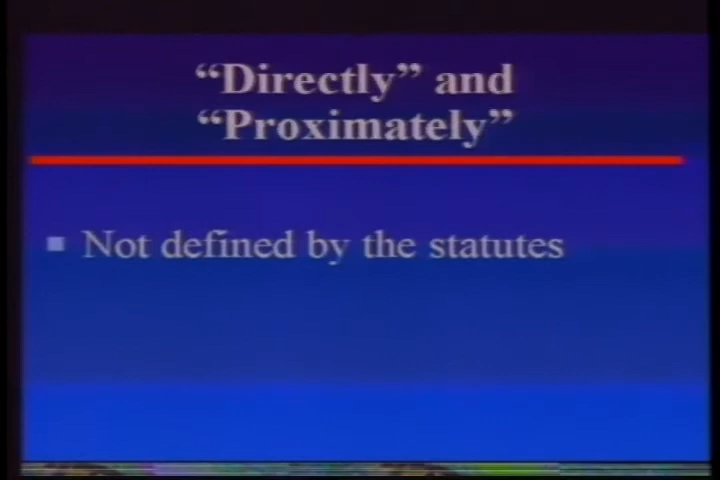 “Directly” and
“Proximately”
Not defined by the statutes